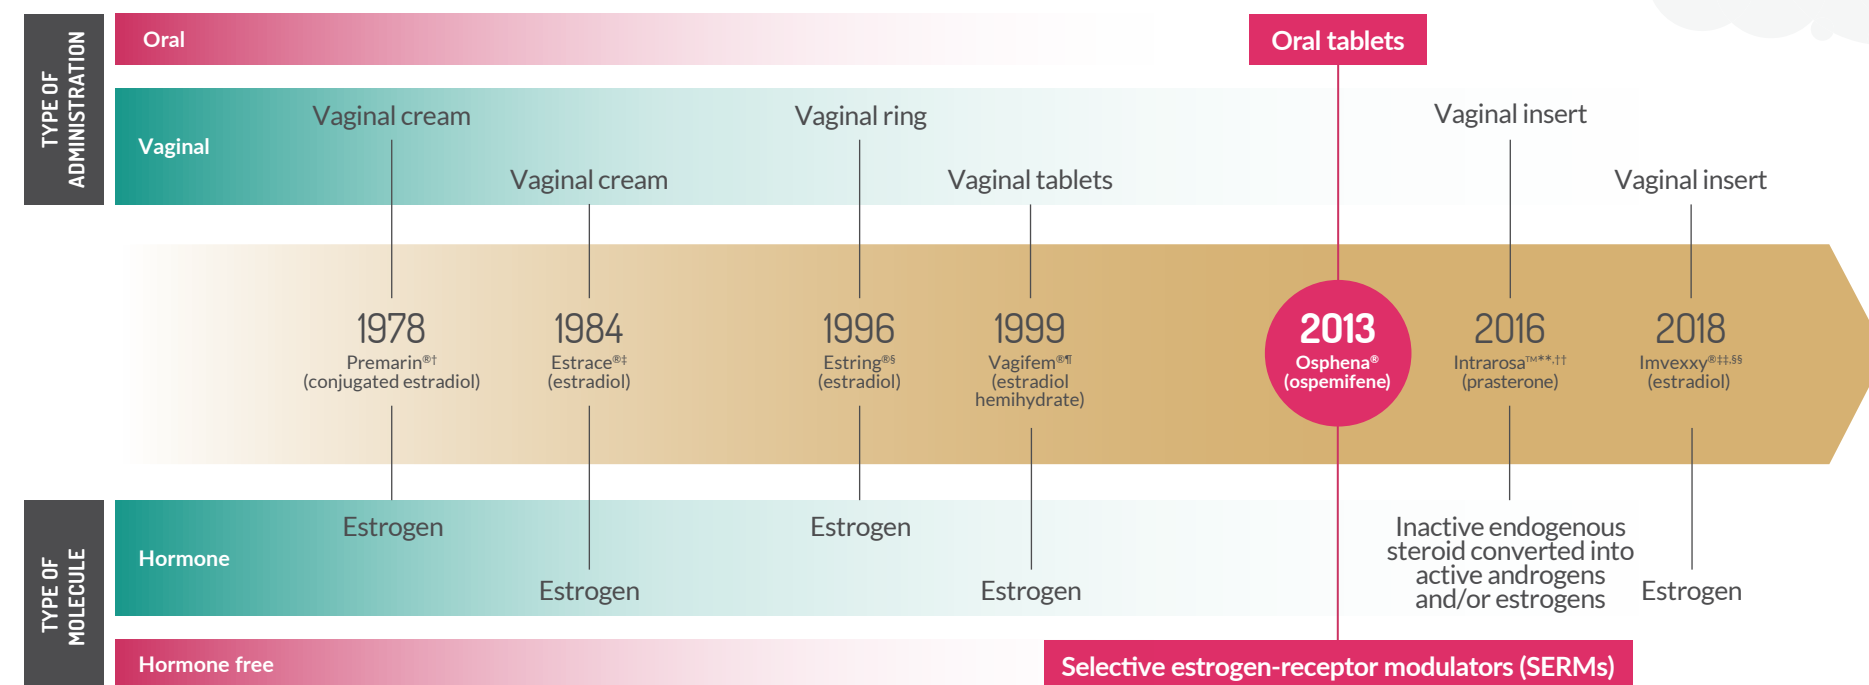 TYPE OF
ADMINISTRATION
Oral
Oral tablets
Vaginal
Vaginal cream
Vaginal cream
Vaginal ring
Vaginal tablets
Vaginal insert
Vaginal insert
1978
Premarin®†
(conjugated estradiol)
1984
Estrace®‡
(estradiol)
1996
Estring®§
(estradiol)
1999
Vagifem®¶
(estradiol
hemihydrate)
2013
Osphena®
(ospemifene)
2016
Intrarosa™**,††
(prasterone)
2018
Imvexxy®‡‡,§§
(estradiol)
TYPE OF
MOLECULE
Hormone
Estrogen
Estrogen
Estrogen
Estrogen
Inactive endogenous
steroid converted into
active androgens
and/or estrogens
Estrogen
Hormone free
Selective estrogen-receptor modulators (SERMs)